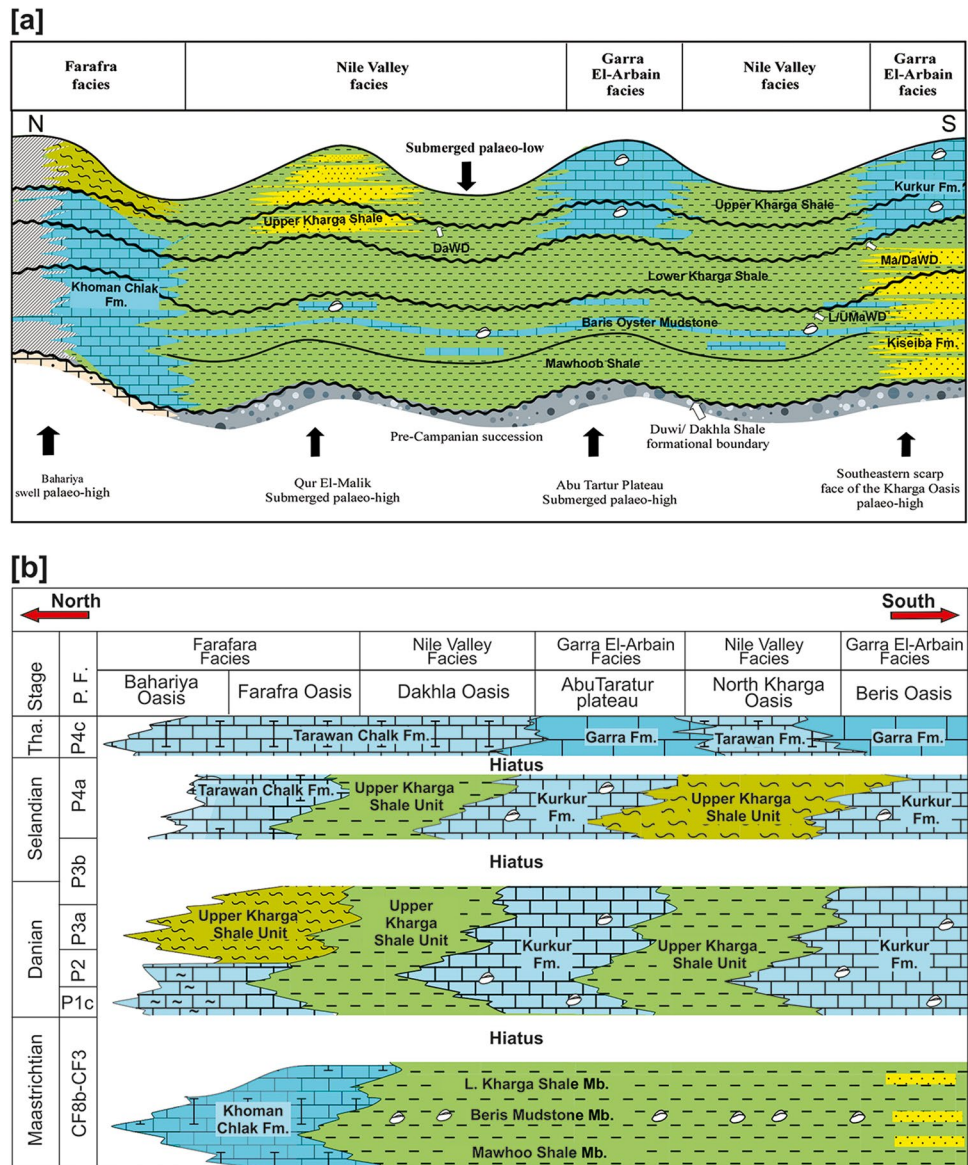 [a]
Farafra
facies
Nile Valley
facies
Garra
El-Arbain
facies
Nile Valley
facies
Garra
El-Arbain
facies
N
S
Submerged palaeo-low
Kurkur Fm.
Upper Kharga Shale
Upper Kharga Shale
DaWD
Ma/DaWD
Lower Kharga Shale
Khoman Chlak
Fm.
L/UMaWD
Baris Oyster Mudstone
Kiseiba Fm.
Mawhoob Shale
Pre-Campanian succession
Duwi/ Dakhla Shale
formational boundary
Bahariya
swell palaeo-high
Qur El-Malik
Submerged palaeo-high
Abu Tartur Plateau
Submerged palaeo-high
Southeastern scarp
face of the Kharga Oasis
palaeo-high
[b]
North
South
Stage
P. F.
Farafara
Facies
Nile Valley
Facies
Garra El-Arbain
Facies
Nile Valley
Facies
Garra El-Arbain
Facies
Bahariya
Oasis
Farafra Oasis
Dakhla Oasis
AbuTaratur
plateau
North Kharga
Oasis
Beris Oasis
Tha.
P4c
Tarawan Chalk Fm.
Garra Fm.
Tarawan Fm.
Garra Fm.
Hiatus
Selandian
P4a
Tarawan Chalk Fm.
Upper Kharga
Shale Unit
Kurkur
Fm.
Upper Kharga
Shale Unit
Kurkur
Fm.
P3b
Hiatus
Danian
P3a
Upper Kharga
Shale Unit
Upper
Kharga
Shale Unit
Kurkur
Fm.
Upper Kharga
Shale Unit
Kurkur
Fm.
P2
P1c
Hiatus
Maastrichtian
CF8b-CF3
Khoman
Chlak Fm.
L. Kharga Shale Mb.
Beris Mudstone Mb.
Mawhoo Shale Mb.